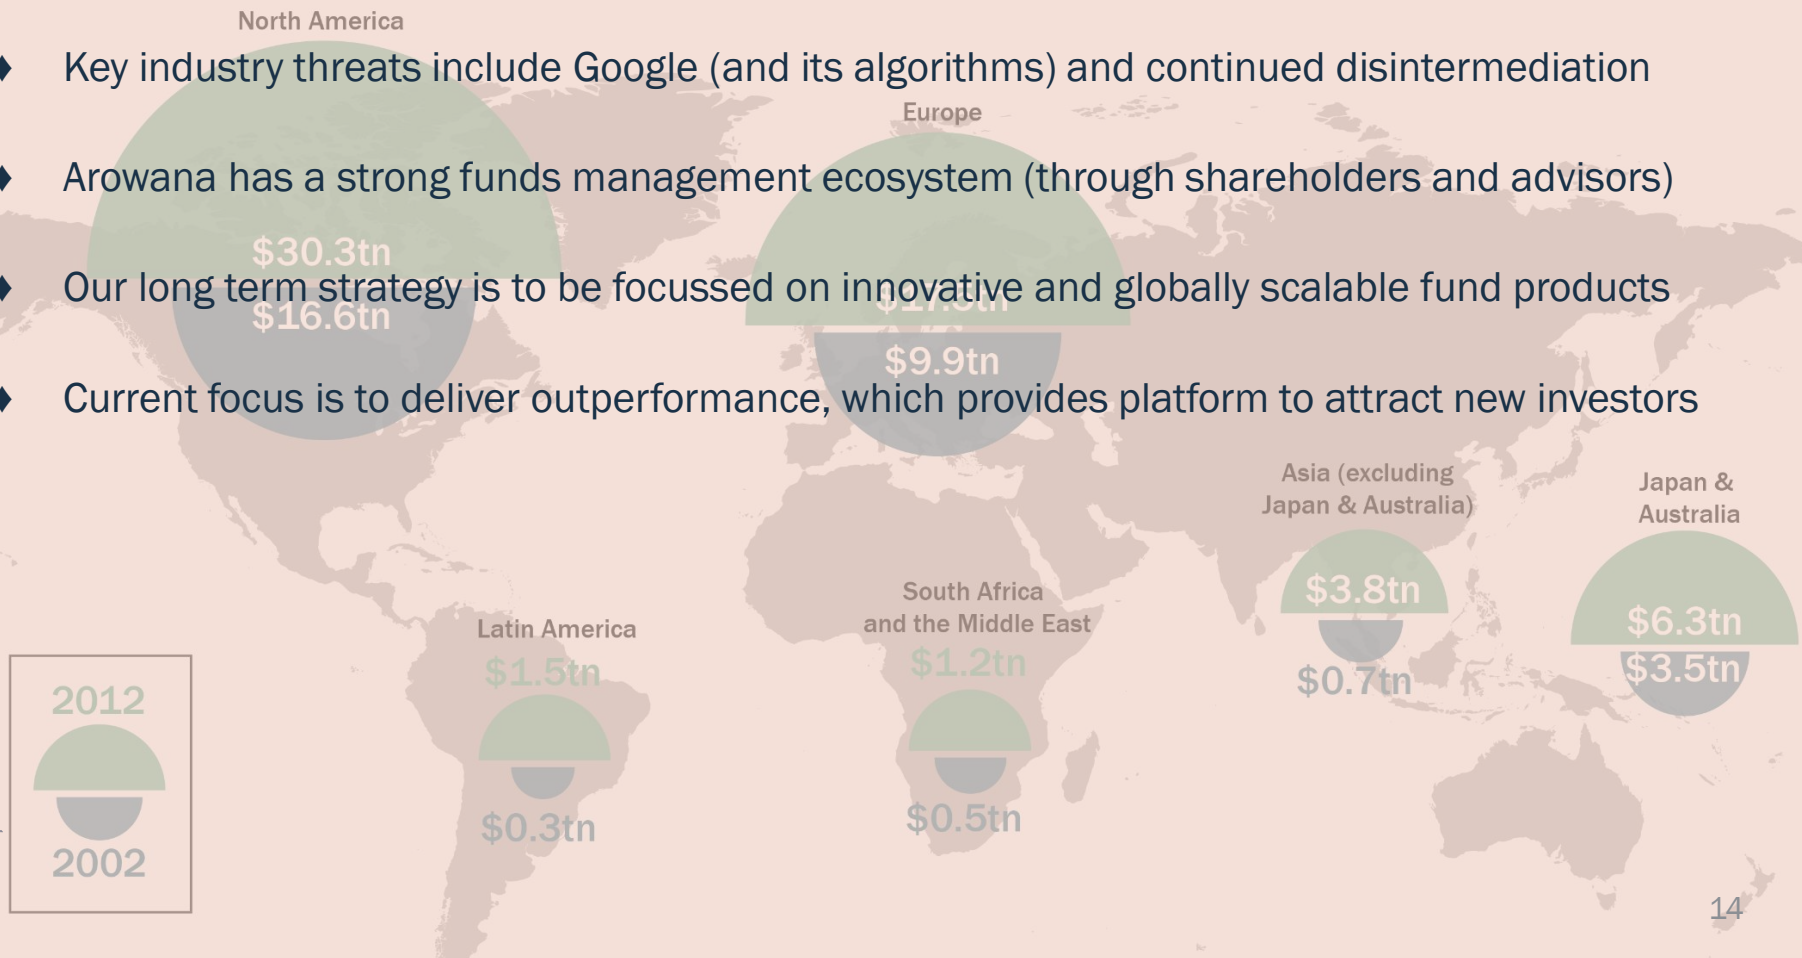 North America
♦ Key industry threats include Google (and its algorithms) and continued disintermediation
Europe
♦ Arowana has a strong funds management ecosystem (through shareholders and advisors)
$30.3tn
♦ Our long term strategy is to be focussed on innovative and globally scalable fund products
$16.6tn
$9.9tn
♦ Current focus is to deliver outperformance, which provides platform to attract new investors
Asia (excluding
Japan & Australia)
$3.8tn
$0.7tn
Japan &
Australia
$6.3tn
$3.5tn
South Africa
and the Middle East
$1.2tn
$0.5tn
Latin America
$1.5tn
$0.3tn
2012
2002
14